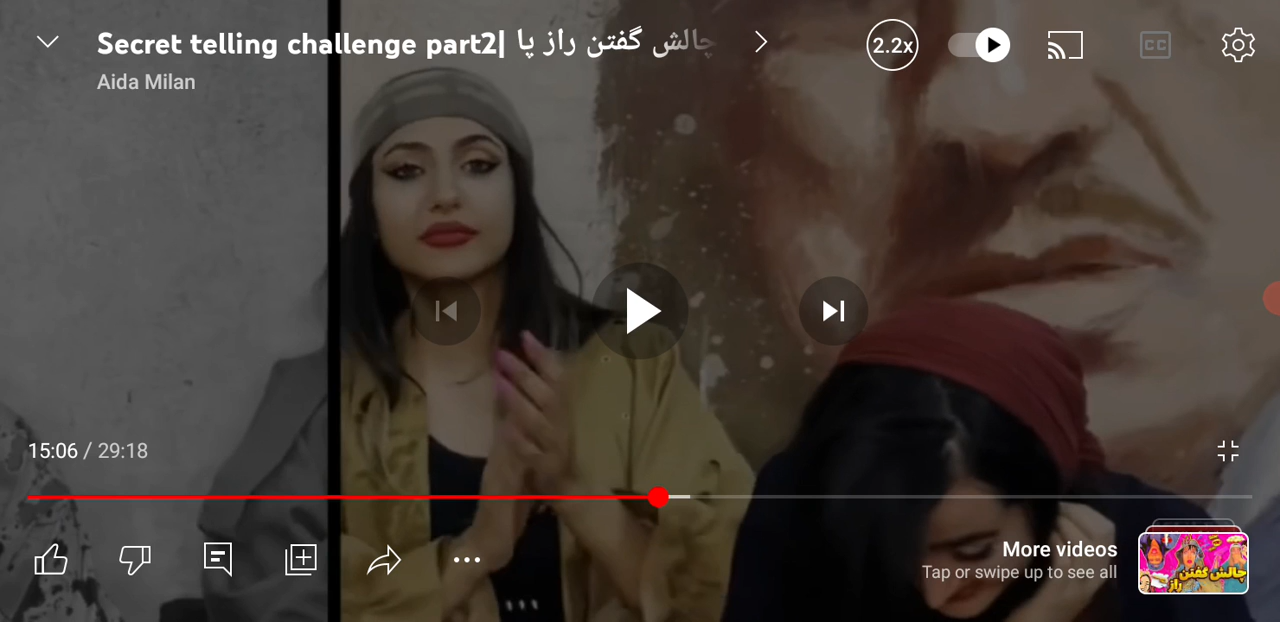 Secret telling challenge part2| چالش گفتن راز پا
2.2x
CC
Aida Milan
15:06 / 29:18
More videos
Tap or swipe up to see all
چالش گفتن راز